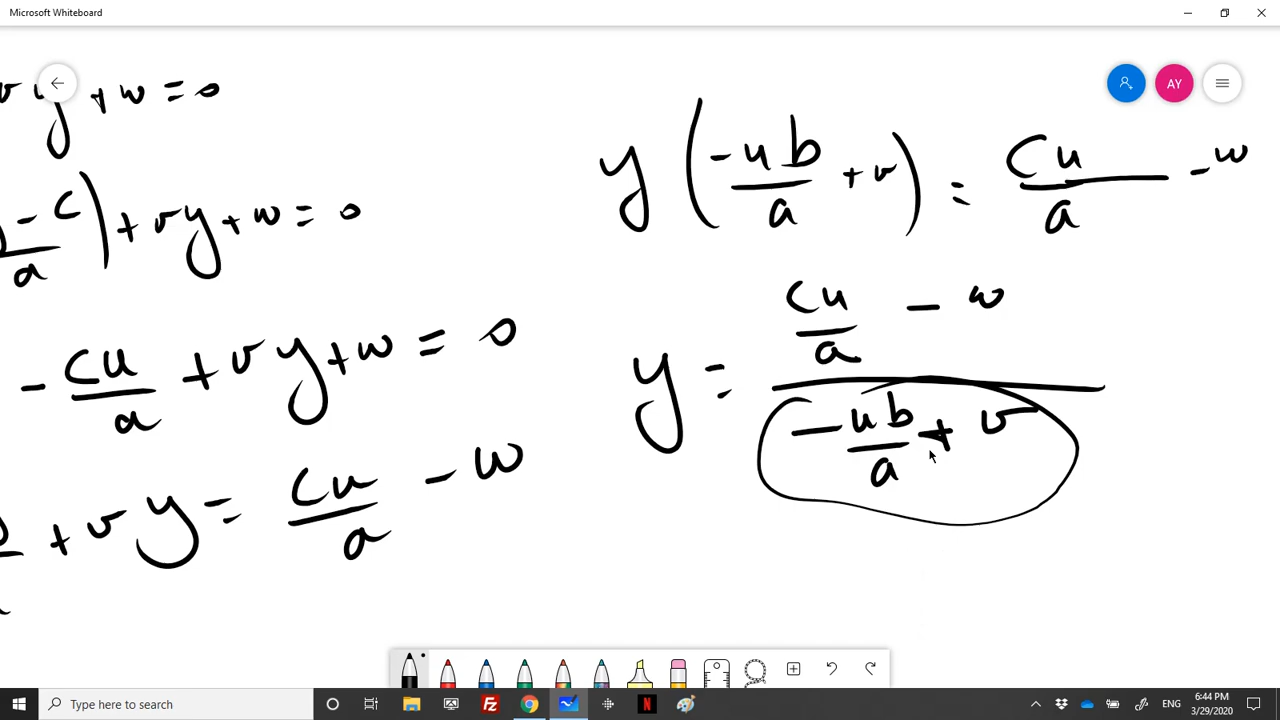 Microsoft Whiteboard
AY
vy + w = 0
y - c) / a + vy + w = 0
- cu/a + vy + w = 0
+ vy = cu/a - w
y (-ub/a + v) = cu/a - w
y = (cu/a - w) / (-ub/a + v)
Type here to search
ENG
6:44 PM
3/29/2020